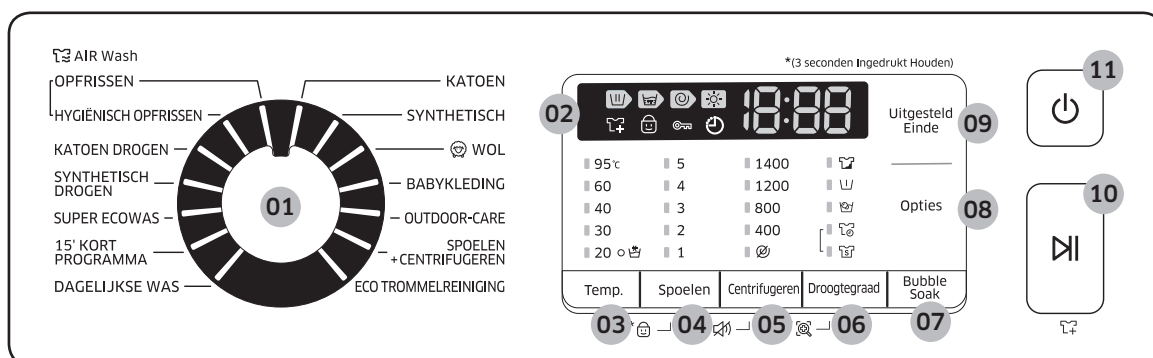 AIR Wash
OPFRISSEN
HYGIËNISCH OPFRISSEN
KATOEN DROGEN
SYNTHETISCH
DROGEN
SUPER ECOWAS
15' KORT
PROGRAMMA
DAGELIJKSE WAS
01
KATOEN
SYNTHETISCH
WOL
BABYKLEDING
OUTDOOR-CARE
SPOELEN
+CENTRIFUGEREN
ECO TROMMELREINIGING
*(3 seconden Ingedrukt Houden)
02
18:88
Uitgesteld
Einde
09
95℃ 5 1400
60 4 1200
40 3 800
30 2 400
20 1
Opties
08
Temp. Spoelen Centrifugeren Droogtegraad Bubble
Soak
03 * 04 05 06 07
11
10